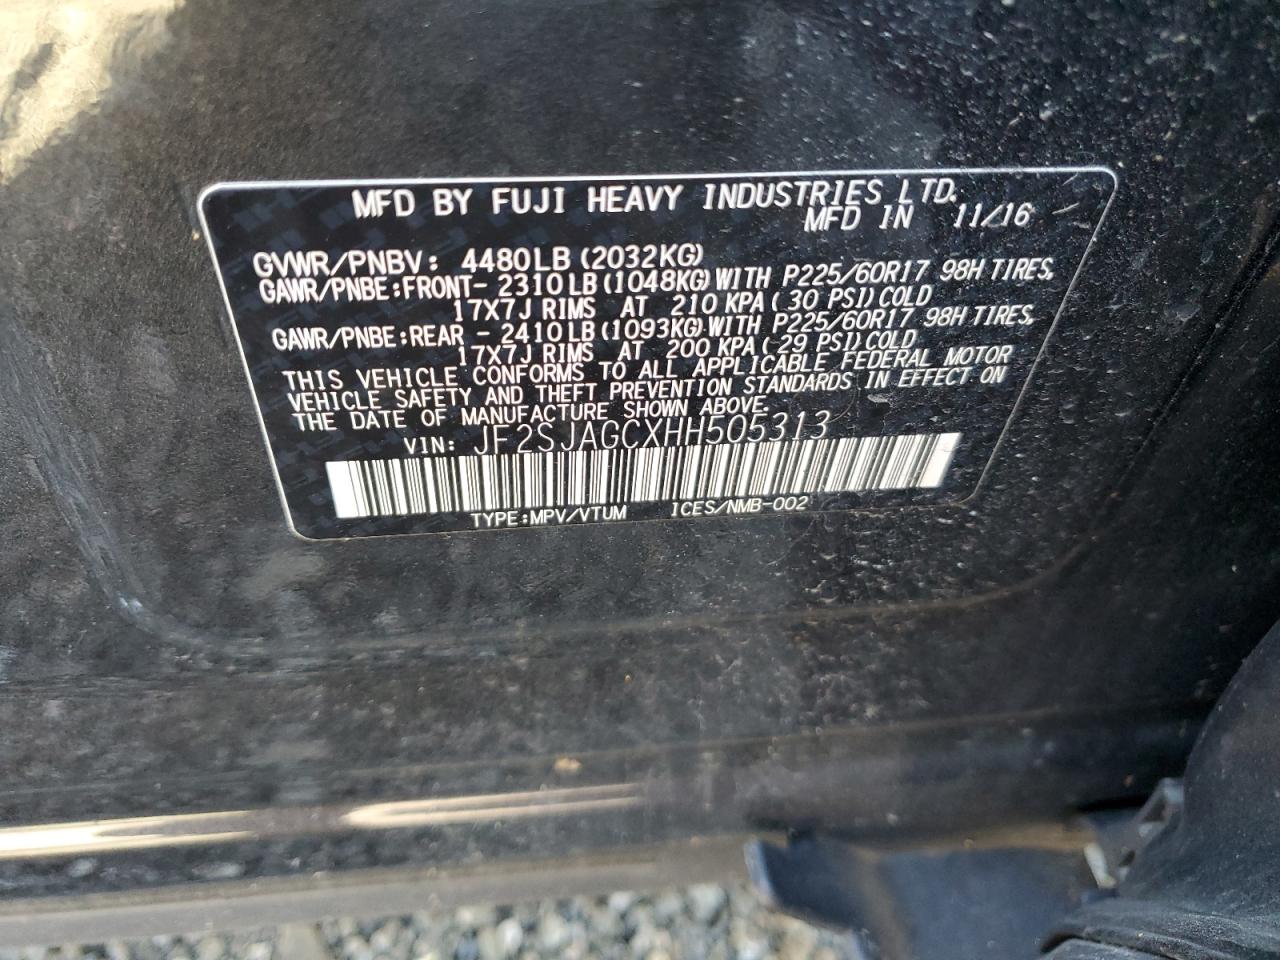 MFD BY FUJI HEAVY INDUSTRIES LTD.
MFD IN 11/16
GVWR/PNBV: 4480LB (2032KG)
GAWR/PNBE:FRONT- 2310LB (1048KG) WITH P225/60R17 98H TIRES,
17X7J RIMS AT 210 KPA ( 30 PSI) COLD
GAWR/PNBE:REAR - 2410LB (1093KG) WITH P225/60R17 98H TIRES,
17X7J RIMS AT 200 KPA ( 29 PSI) COLD
THIS VEHICLE CONFORMS TO ALL APPLICABLE FEDERAL MOTOR
VEHICLE SAFETY AND THEFT PREVENTION STANDARDS IN EFFECT ON
THE DATE OF MANUFACTURE SHOWN ABOVE.
VIN: JF2SJAGCXHH505313
TYPE:MPV/VTUM ICES/NMB-002